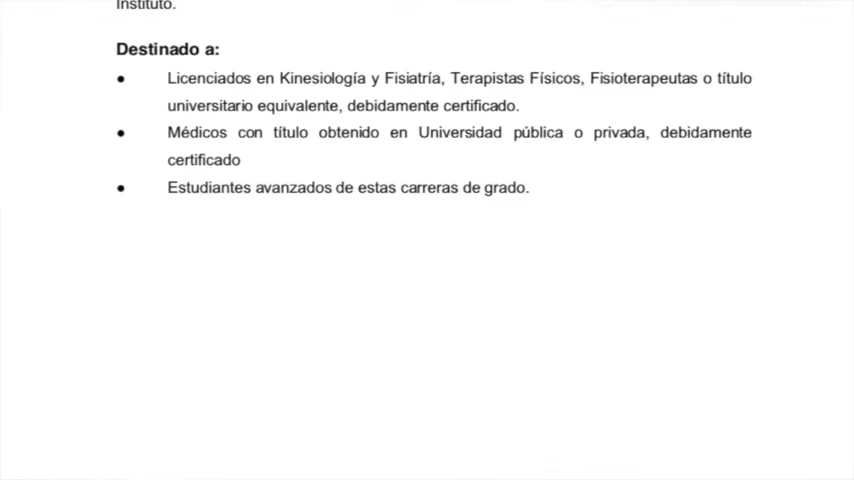 Instituto.
Destinado a:
● Licenciados en Kinesiología y Fisiatría, Terapistas Físicos, Fisioterapeutas o título
universitario equivalente, debidamente certificado.
● Médicos con título obtenido en Universidad pública o privada, debidamente
certificado
● Estudiantes avanzados de estas carreras de grado.